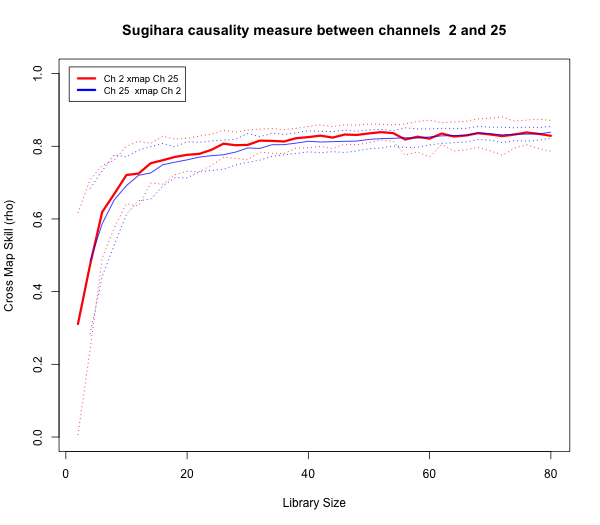 Sugihara causality measure between channels  2 and 25
Ch 2 xmap Ch 25
Ch 25  xmap Ch 2
Cross Map Skill (rho)
1.0
0.8
0.6
0.4
0.2
0.0
0 20 40 60 80
Library Size